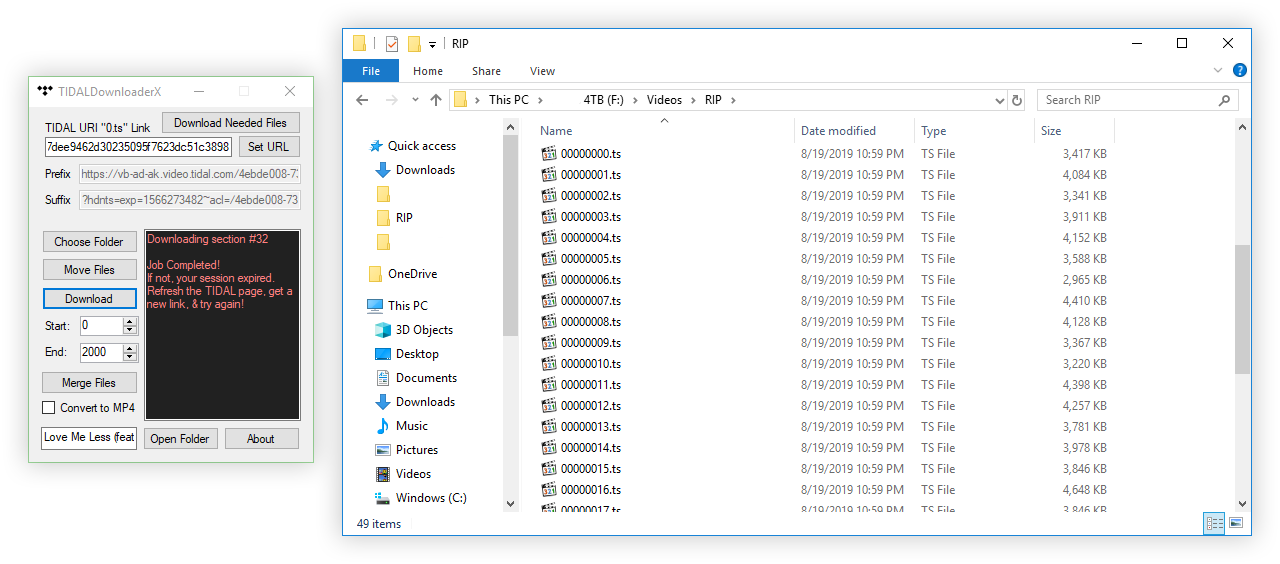 TIDALDownloaderX
TIDAL URI "0.ts" Link
Download Needed Files
7dee9462d30235095f7623dc51c3898
Set URL
Prefix
https://vb-ad-ak.video.tidal.com/4ebde008-73
Suffix
?hdnts=exp=1566273482~acl=/4ebde008-73
Choose Folder
Move Files
Download
Start:
0
End:
2000
Merge Files
Convert to MP4
Love Me Less (feat
Open Folder
About
Downloading section #32
Job Completed!
If not, your session expired.
Refresh the TIDAL page, get a
new link, & try again!
RIP
File
Home
Share
View
This PC
4TB (F:)
Videos
RIP
Search RIP
Quick access
Downloads
RIP
OneDrive
This PC
3D Objects
Desktop
Documents
Downloads
Music
Pictures
Videos
Windows (C:)
Name Date modified Type Size
00000000.ts 8/19/2019 10:59 PM TS File 3,417 KB
00000001.ts 8/19/2019 10:59 PM TS File 4,084 KB
00000002.ts 8/19/2019 10:59 PM TS File 3,341 KB
00000003.ts 8/19/2019 10:59 PM TS File 3,911 KB
00000004.ts 8/19/2019 10:59 PM TS File 4,152 KB
00000005.ts 8/19/2019 10:59 PM TS File 3,588 KB
00000006.ts 8/19/2019 10:59 PM TS File 2,965 KB
00000007.ts 8/19/2019 10:59 PM TS File 4,410 KB
00000008.ts 8/19/2019 10:59 PM TS File 4,128 KB
00000009.ts 8/19/2019 10:59 PM TS File 3,367 KB
00000010.ts 8/19/2019 10:59 PM TS File 3,220 KB
00000011.ts 8/19/2019 10:59 PM TS File 4,398 KB
00000012.ts 8/19/2019 10:59 PM TS File 4,257 KB
00000013.ts 8/19/2019 10:59 PM TS File 3,781 KB
00000014.ts 8/19/2019 10:59 PM TS File 3,978 KB
00000015.ts 8/19/2019 10:59 PM TS File 3,846 KB
00000016.ts 8/19/2019 10:59 PM TS File 4,648 KB
00000017.ts 8/19/2019 10:59 PM TS File 3,846 KB
49 items